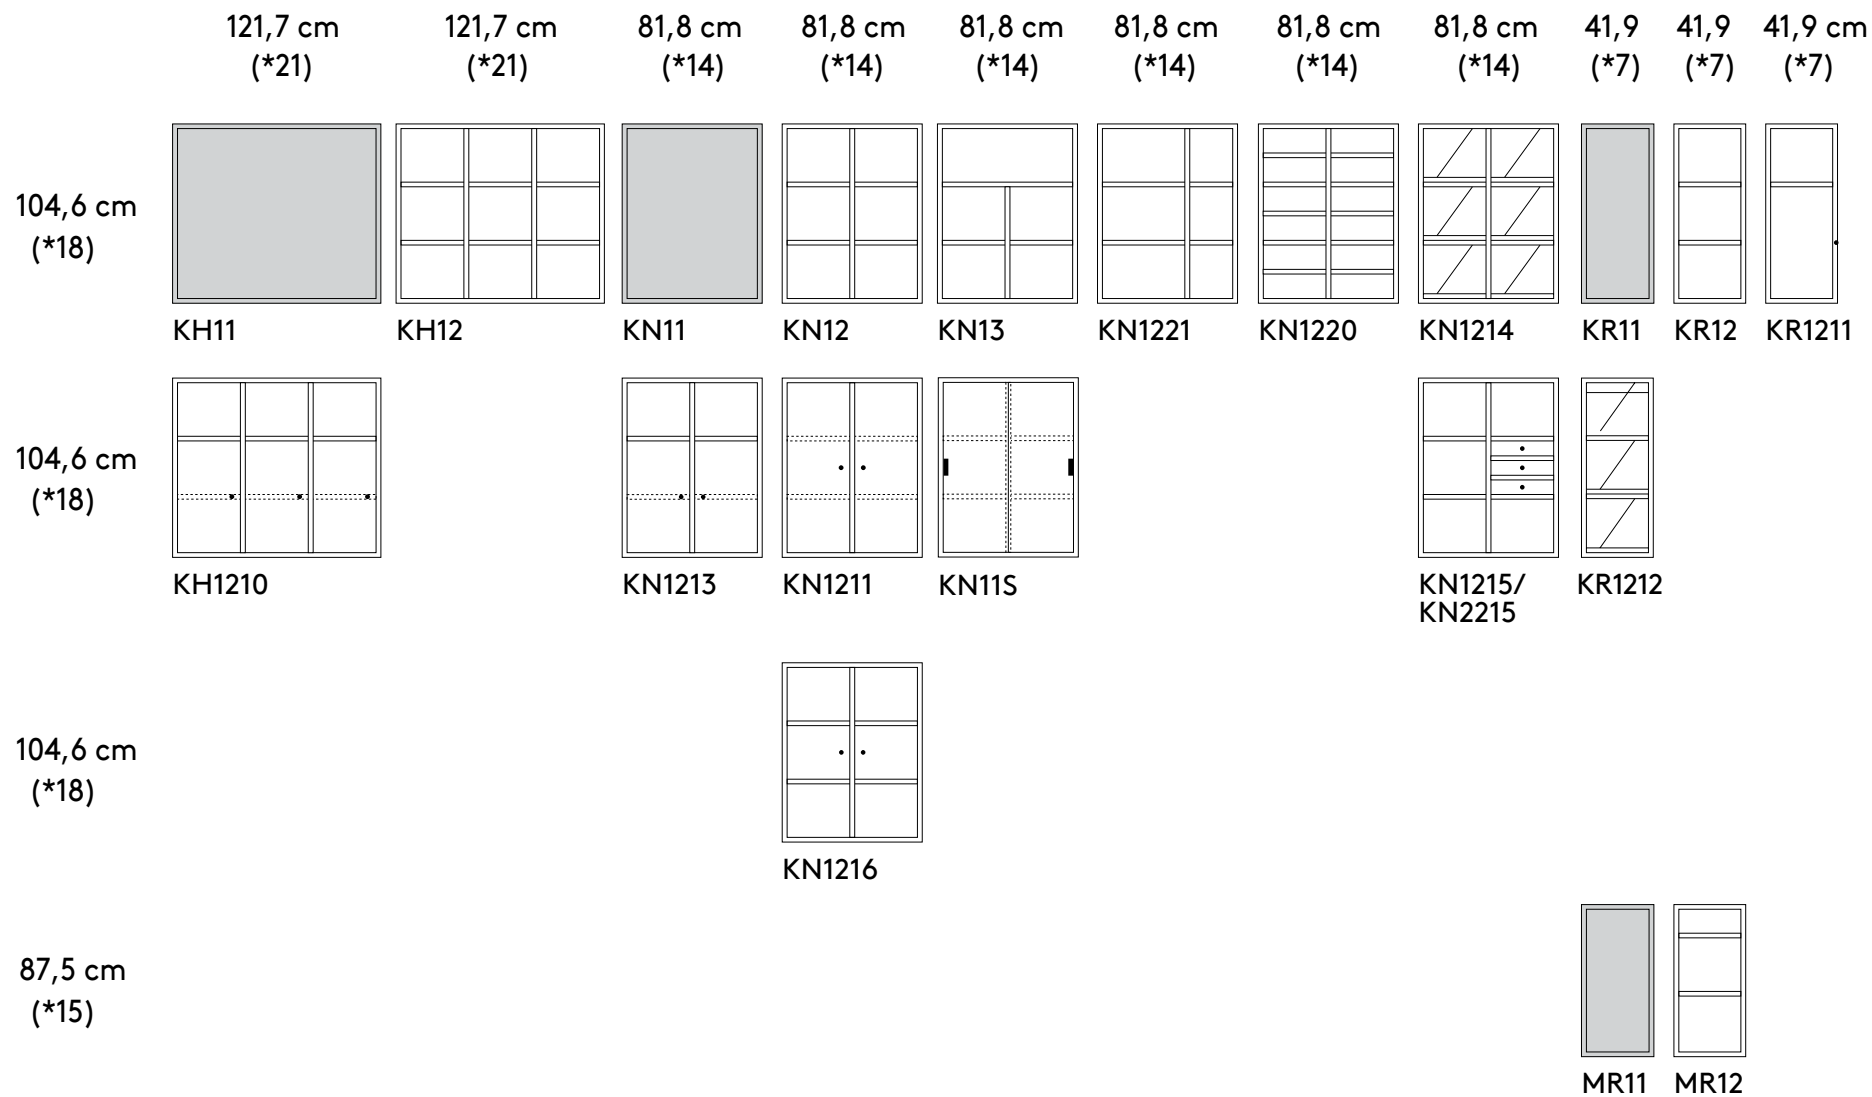 121,7 cm 121,7 cm 81,8 cm 81,8 cm 81,8 cm 81,8 cm 81,8 cm 81,8 cm 41,9 41,9 41,9 cm
(*21) (*21) (*14) (*14) (*14) (*14) (*14) (*14) (*7) (*7) (*7)
104,6 cm
(*18)
KH11 KH12 KN11 KN12 KN13 KN1221 KN1220 KN1214 KR11 KR12 KR1211
104,6 cm
(*18)
KH1210 KN1213 KN1211 KN11S KN1215/ KR1212
KN2215
104,6 cm
(*18)
KN1216
87,5 cm
(*15)
MR11 MR12